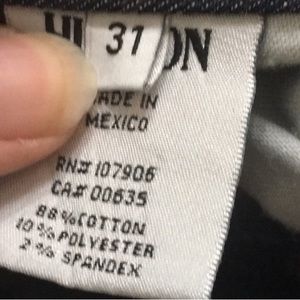 31
MADE IN
MEXICO
RN# 107906
CA# 00635
88% COTTON
10% POLYESTER
2% SPANDEX